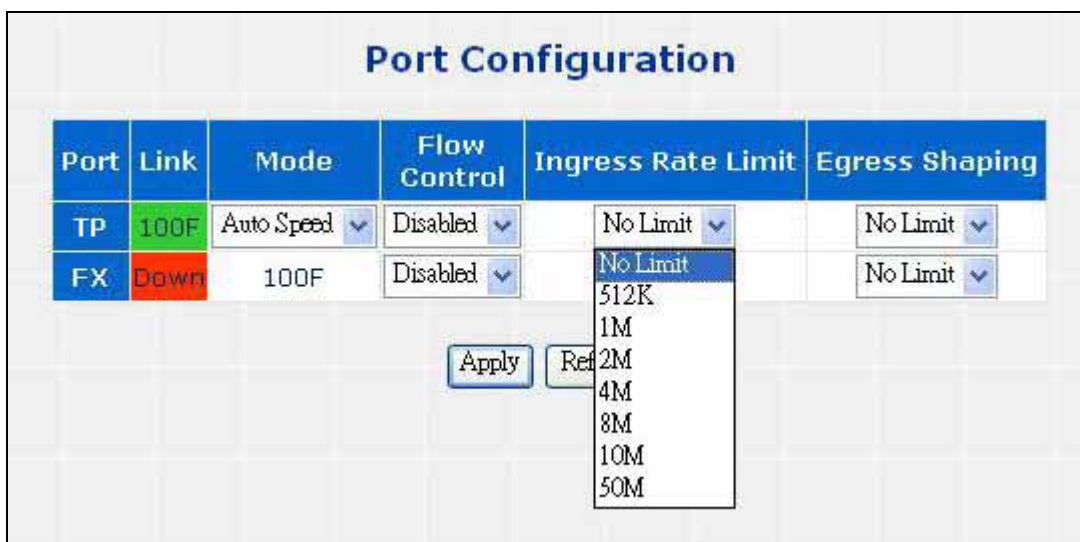 Port Configuration
Port Link Mode Flow Control Ingress Rate Limit Egress Shaping
TP 100F Auto Speed Disabled No Limit No Limit
FX Down 100F Disabled No Limit
No Limit
512K
1M
2M
4M
8M
10M
50M
Apply